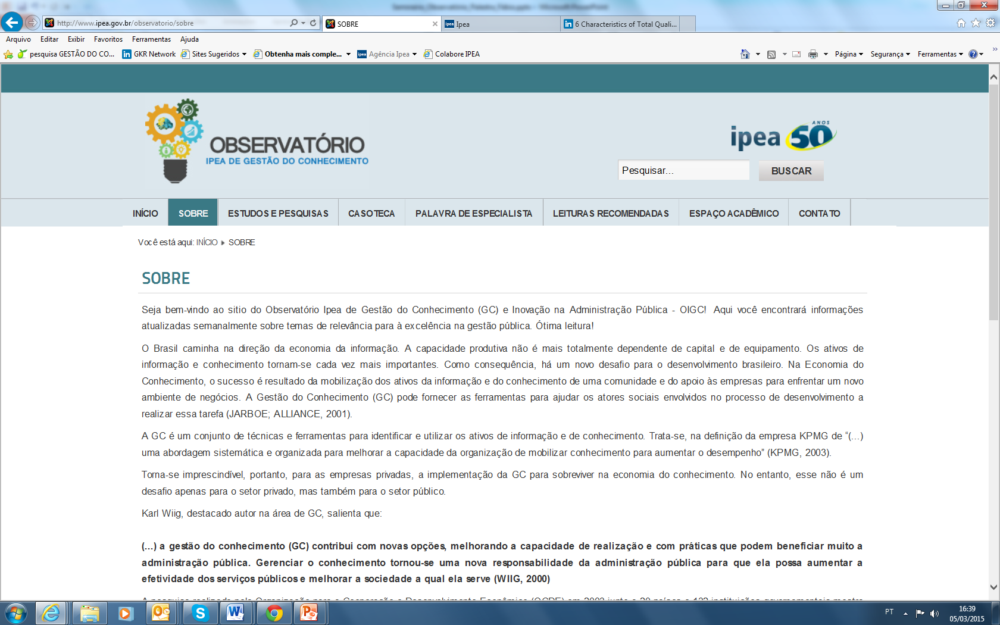 http://www.ipea.gov.br/observatorio/sobre
SOBRE
Ipea
6 Characteristics of Total Quali...
Arquivo Editar Exibir Favoritos Ferramentas Ajuda
pesquisa GESTÃO DO CO...
GKR Network
Sites Sugeridos
Obtenha mais comple...
Agência Ipea
Colabore IPEA
Página
Segurança
Ferramentas
OBSERVATÓRIO
IPEA DE GESTÃO DO CONHECIMENTO
ipea 50 ANOS
Pesquisar...
BUSCAR
INÍCIO SOBRE ESTUDOS E PESQUISAS CASOTECA PALAVRA DE ESPECIALISTA LEITURAS RECOMENDADAS ESPAÇO ACADÊMICO CONTATO
Você está aqui: INÍCIO SOBRE
SOBRE
Seja bem-vindo ao sitio do Observatório Ipea de Gestão do Conhecimento (GC) e Inovação na Administração Pública - OIGC! Aqui você encontrará informações
atualizadas semanalmente sobre temas de relevância para à excelência na gestão pública. Ótima leitura!
O Brasil caminha na direção da economia da informação. A capacidade produtiva não é mais totalmente dependente de capital e de equipamento. Os ativos de
informação e conhecimento tornam-se cada vez mais importantes. Como consequência, há um novo desafio para o desenvolvimento brasileiro. Na Economia do
Conhecimento, o sucesso é resultado da mobilização dos ativos da informação e do conhecimento de uma comunidade e do apoio às empresas para enfrentar um novo
ambiente de negócios. A Gestão do Conhecimento (GC) pode fornecer as ferramentas para ajudar os atores sociais envolvidos no processo de desenvolvimento a
realizar essa tarefa (JARBOE; ALLIANCE, 2001).
A GC é um conjunto de técnicas e ferramentas para identificar e utilizar os ativos de informação e de conhecimento. Trata-se, na definição da empresa KPMG de “(...)
uma abordagem sistemática e organizada para melhorar a capacidade da organização de mobilizar conhecimento para aumentar o desempenho” (KPMG, 2003).
Torna-se imprescindível, portanto, para as empresas privadas, a implementação da GC para sobreviver na economia do conhecimento. No entanto, esse não é um
desafio apenas para o setor privado, mas também para o setor público.
Karl Wiig, destacado autor na área de GC, salienta que:
(...) a gestão do conhecimento (GC) contribui com novas opções, melhorando a capacidade de realização e com práticas que podem beneficiar muito a
administração pública. Gerenciar o conhecimento tornou-se uma nova responsabilidade da administração pública para que ela possa aumentar a
efetividade dos serviços públicos e melhorar a sociedade a qual ela serve (WIIG, 2000)
PT
16:39
05/03/2015